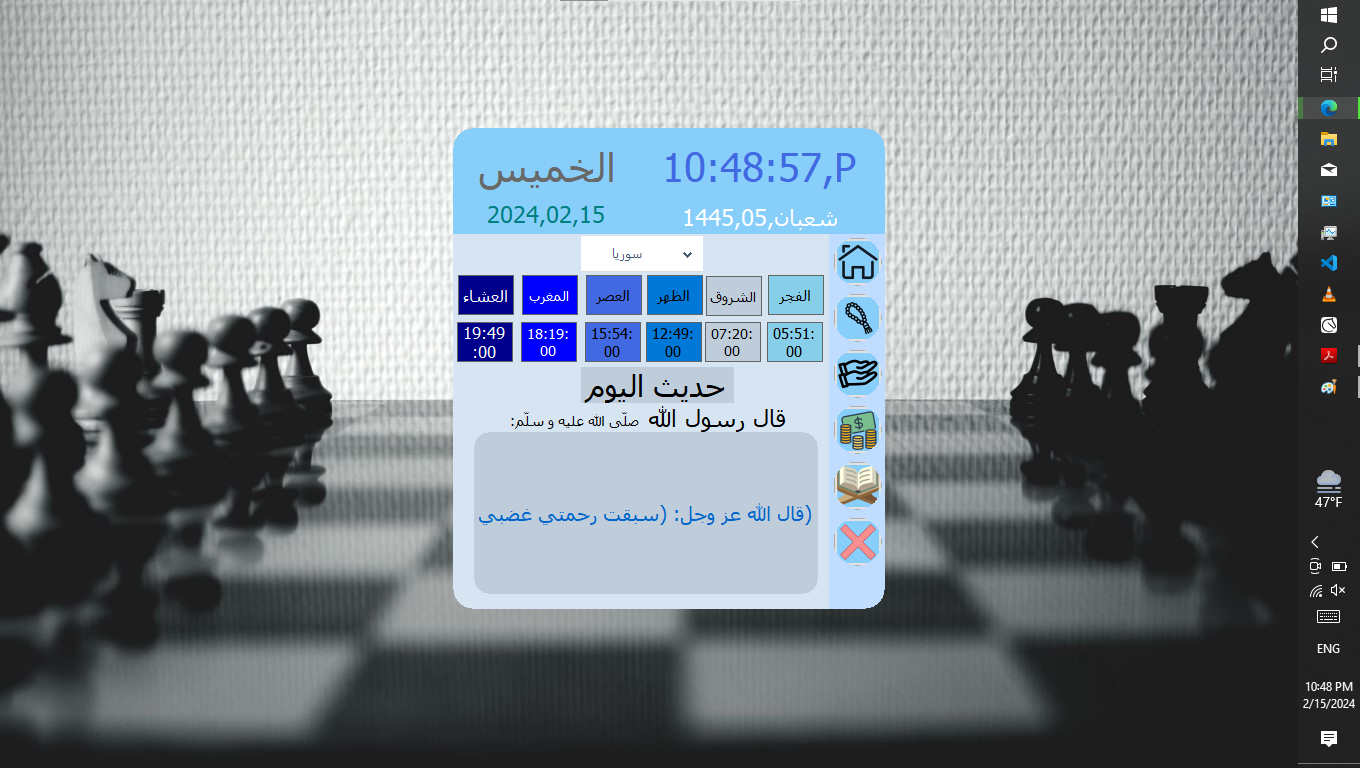 الخميس 10:48:57,P
2024,02,15 شعبان,1445,05
سوريا
الفجر الشروق الظهر العصر المغرب العشاء
05:51:00 07:20:00 12:49:00 15:54:00 18:19:00 19:49:00
حديث اليوم
قال رسول الله صلّى الله عليه و سلّم:
(قال الله عز وجل: (سبقت رحمتي غضبي
$
47°F
ENG
10:48 PM
2/15/2024